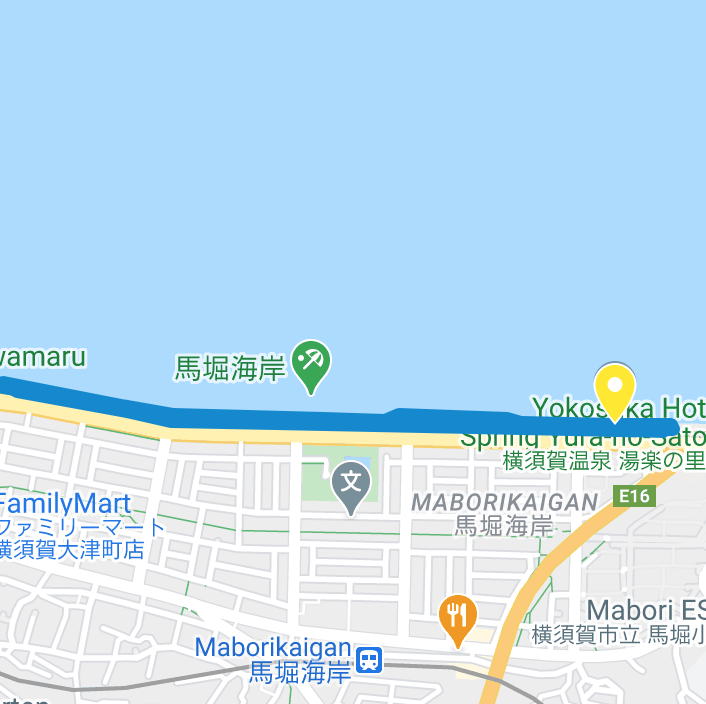 wamaru
馬堀海岸
Yokosuka Hot
Spring Yura no Sato
横須賀温泉 湯楽の里
文
MABORIKAIGAN
馬堀海岸
E16
FamilyMart
ファミリーマート
横須賀大津町店
Mabori ES
横須賀市立 馬堀小
Maborikaigan
馬堀海岸